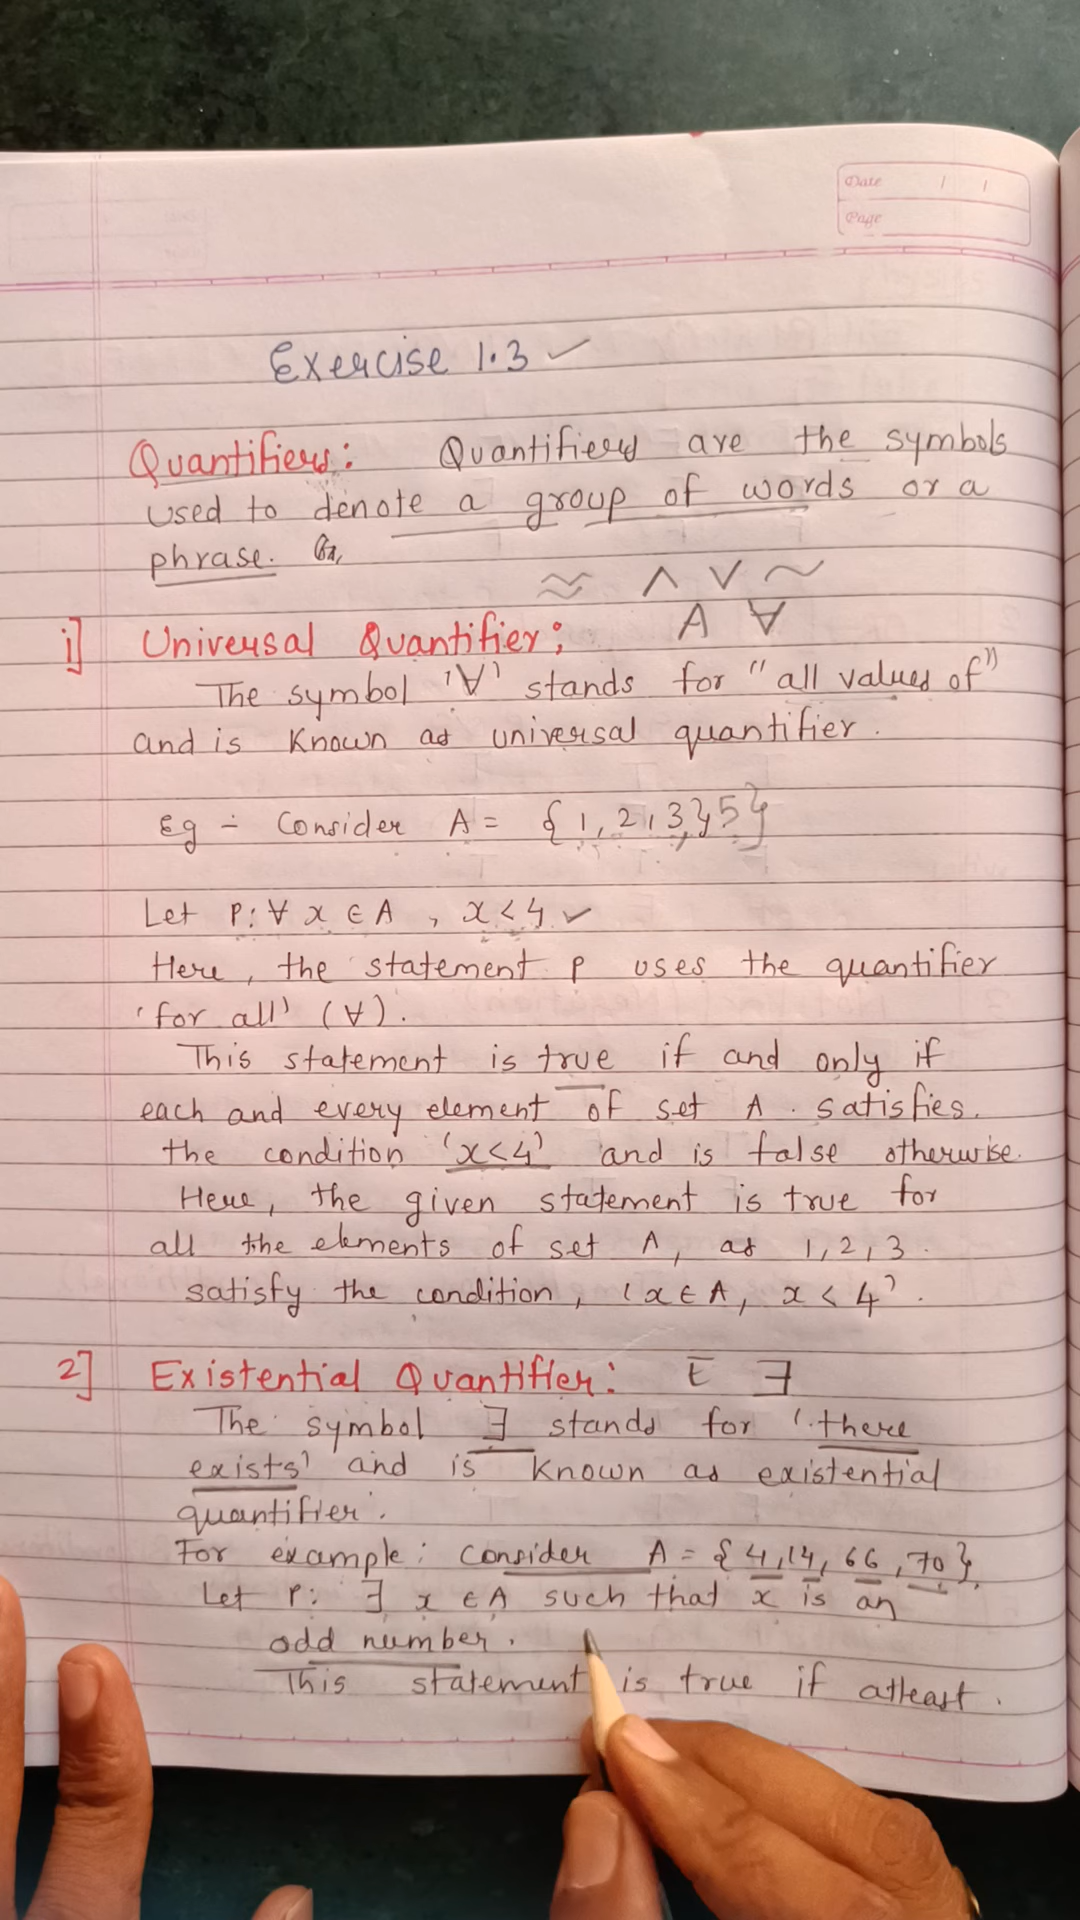 Date / /
Page
Exercise 1.3 ✓
Quantifiers: Quantifiers are the symbols
used to denote a group of words or a
phrase.
≈ ∧ ∨ ~
A ∀
i] Universal Quantifier:
The symbol '∀' stands for "all values of"
and is known as universal quantifier.
Eg - Consider A = {1, 2, 3} 5}
Let P: ∀ x ∈ A, x < 4 ✓
Here, the statement p uses the quantifier
'for all' (∀).
This statement is true if and only if
each and every element of set A satisfies.
the condition 'x<4' and is false otherwise.
Here, the given statement is true for
all the elements of set A, as 1, 2, 3.
satisfy the condition, 'x ∈ A, x < 4'.
2] Existential Quantifier: E ∃
The symbol ∃ stands for 'there
exists' and is known as existential
quantifier.
For example: Consider A = {4, 14, 66, 70}.
Let P: ∃ x ∈ A such that x is an
odd number.
This statement is true if atleast.